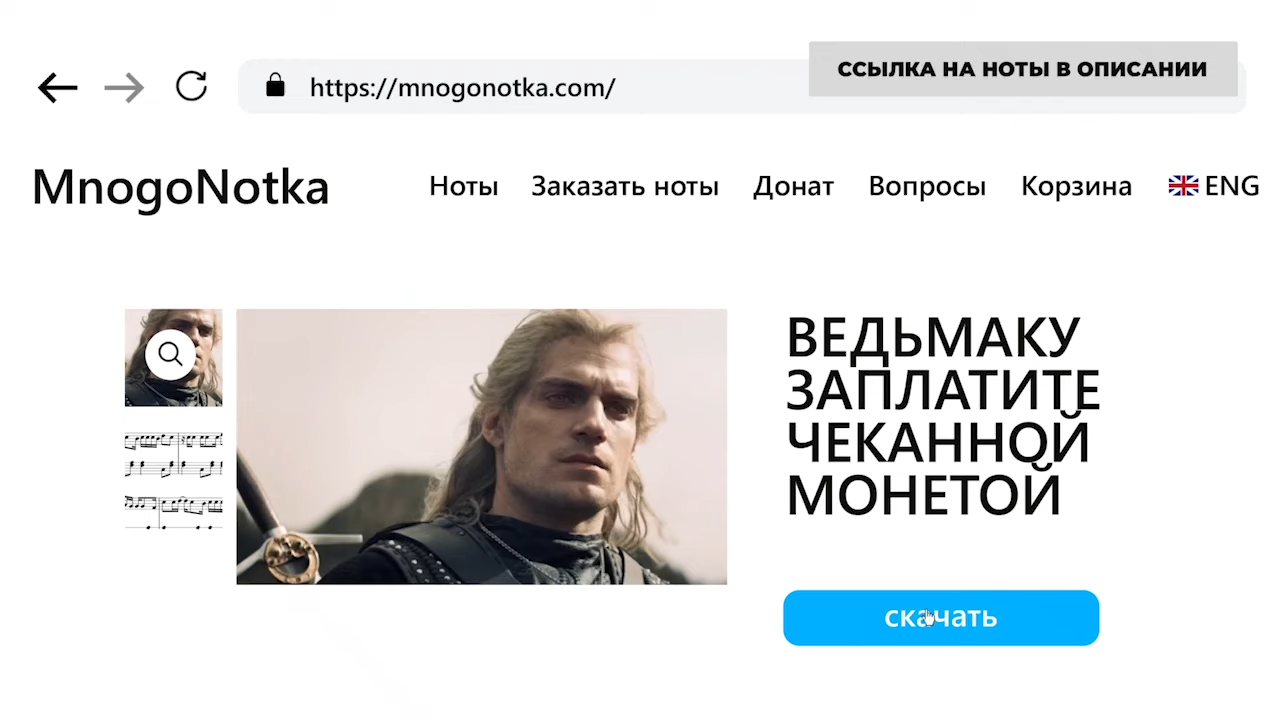 ССЫЛКА НА НОТЫ В ОПИСАНИИ
https://mnogonotka.com/
MnogoNotka
Ноты Заказать ноты Донат Вопросы Корзина ENG
ВЕДЬМАКУ
ЗАПЛАТИТЕ
ЧЕКАННОЙ
МОНЕТОЙ
скачать